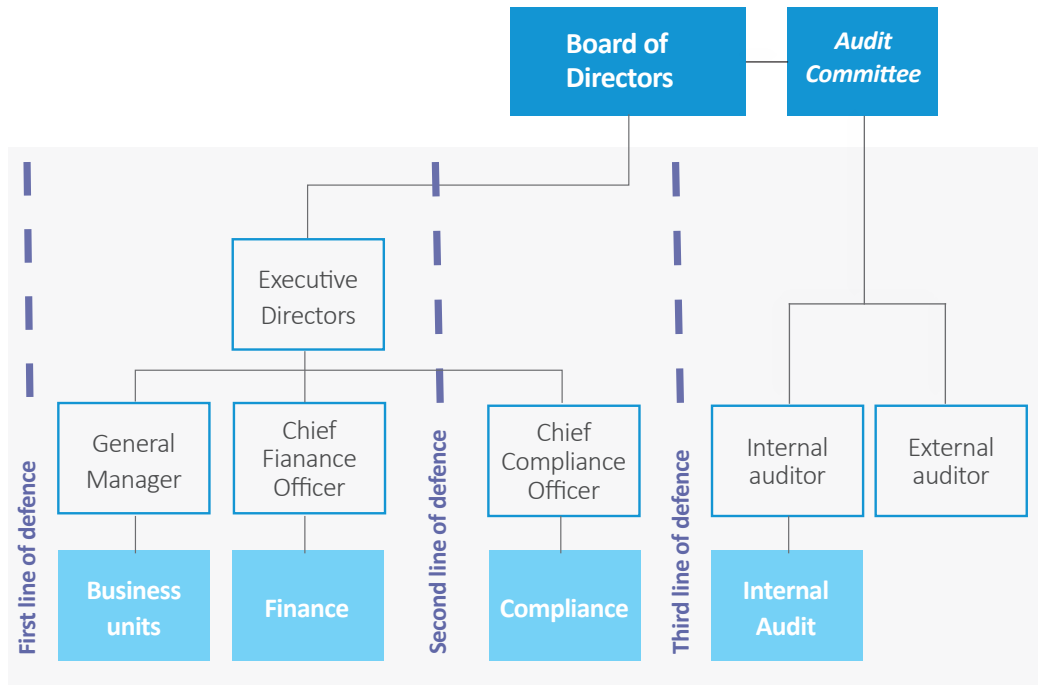 Board of
Directors
Audit
Committee
Executive
Directors
First line of defence
General
Manager
Chief
Fianance
Officer
Second line of defence
Chief
Compliance
Officer
Third line of defence
Internal
auditor
External
auditor
Business
units
Finance
Compliance
Internal
Audit